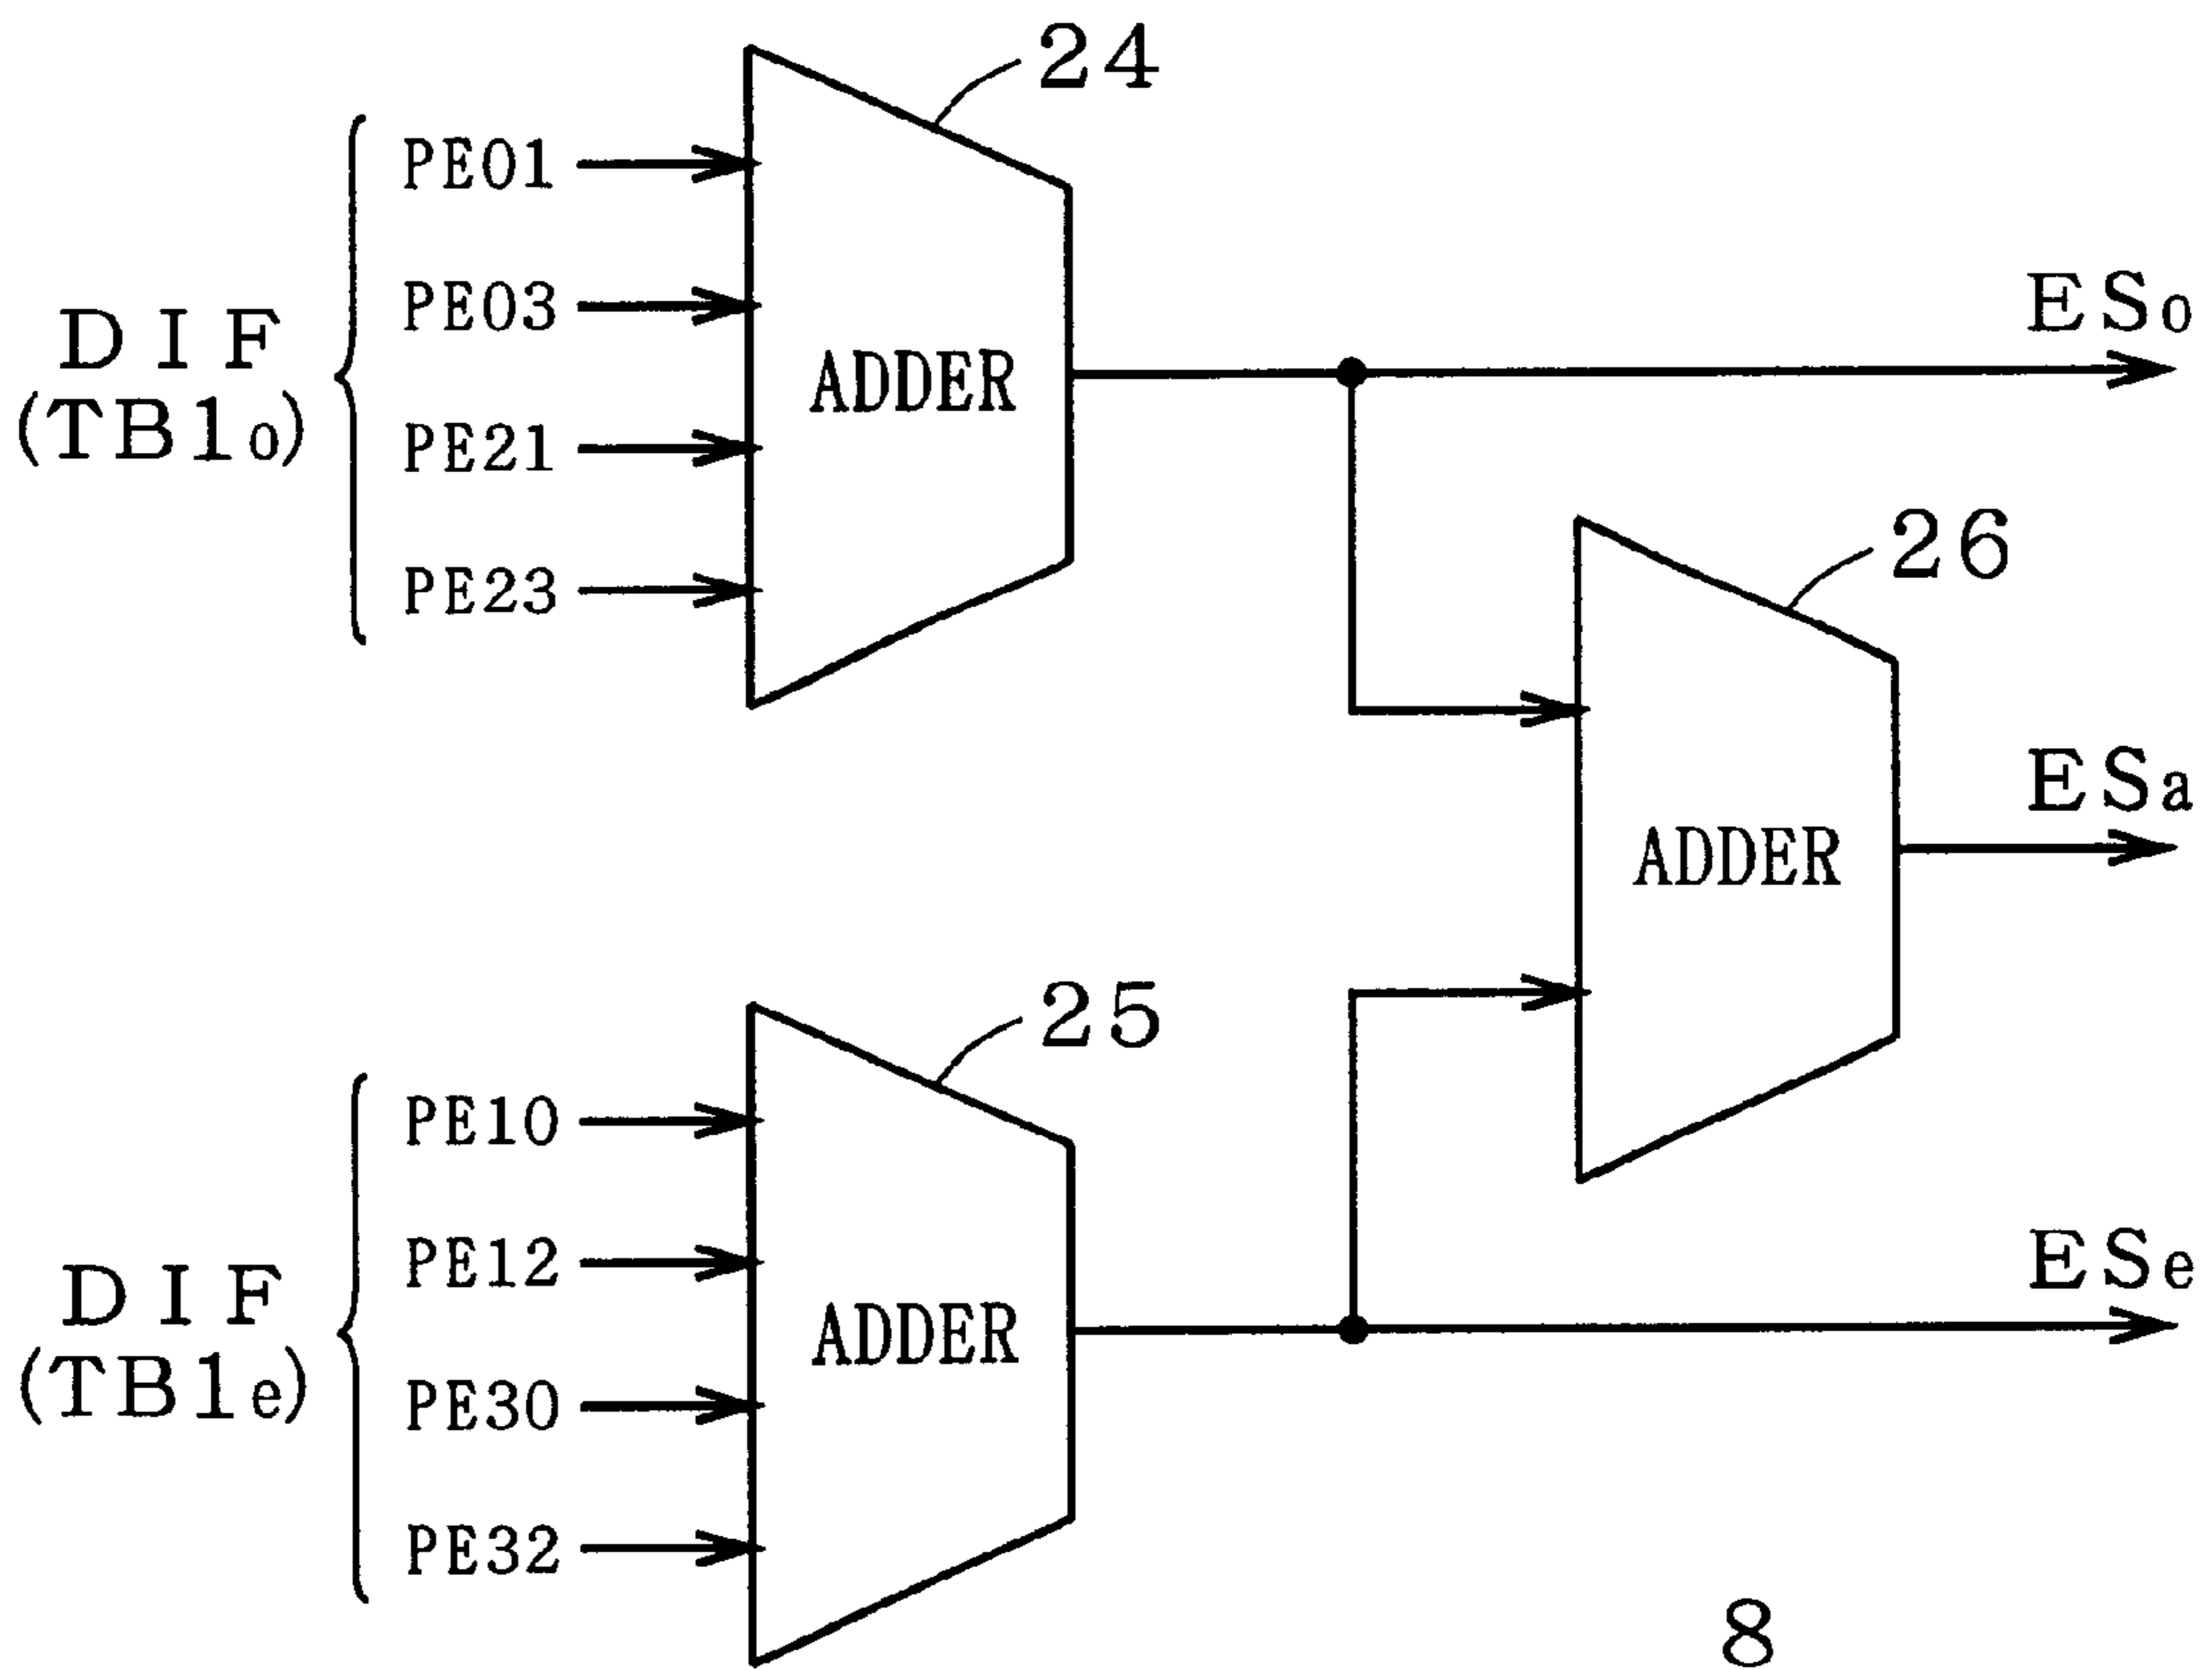 24
PE01
PE03
DIF
(TB1o)
PE21
PE23
ADDER
ESo
26
ADDER
ESa
25
PE10
PE12
DIF
(TB1e)
PE30
PE32
ADDER
ESe
8